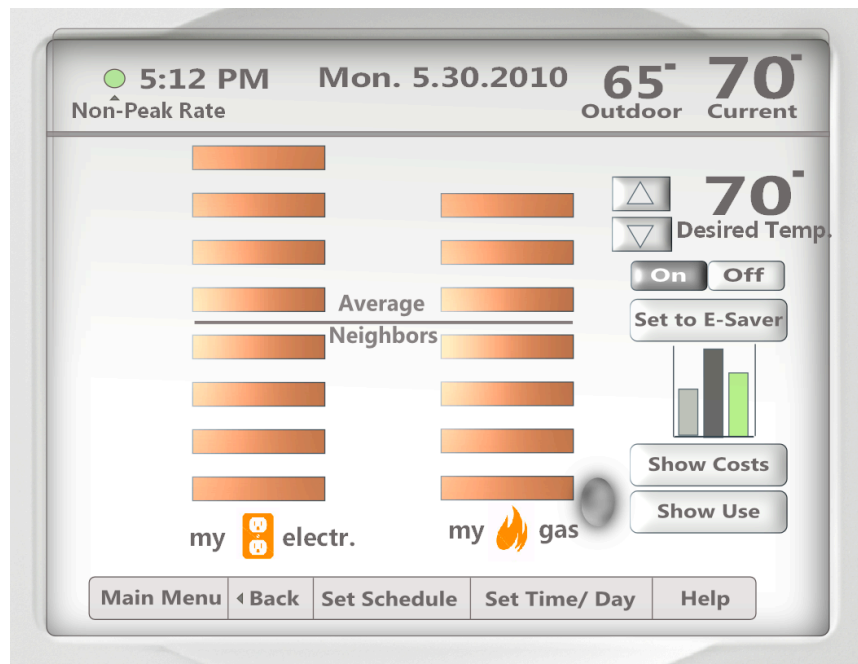 5:12 PM Mon. 5.30.2010 65- 70-
Non-Peak Rate Outdoor Current
70-
Desired Temp.
On Off
Average
Neighbors
Set to E-Saver
Show Costs
Show Use
my electr. my gas
Main Menu Back Set Schedule Set Time/ Day Help